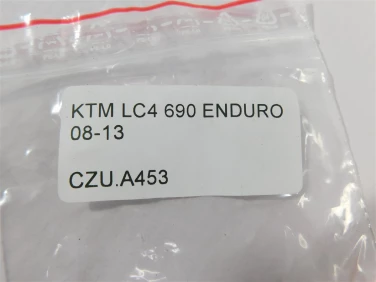 KTM LC4 690 ENDURO
08-13
CZU.A453